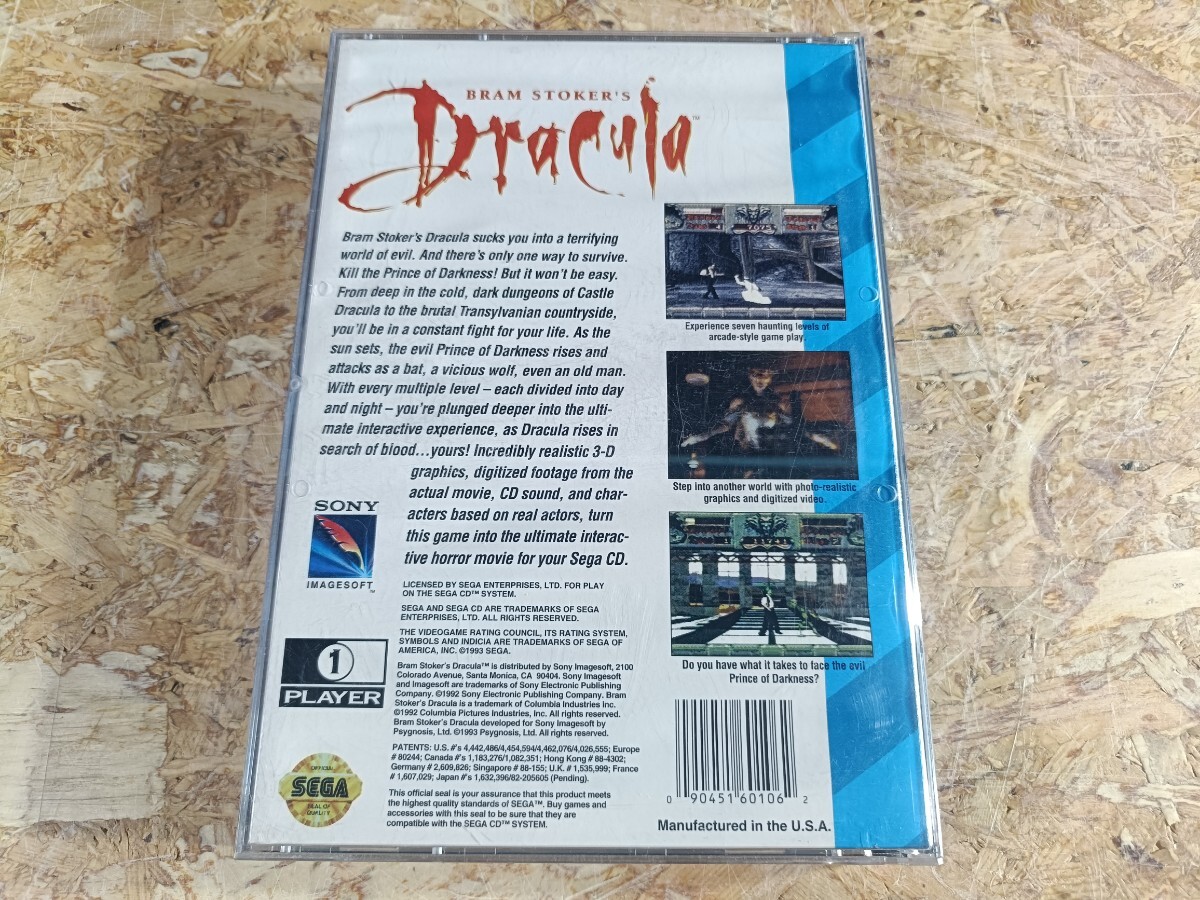 BRAM STOKER'S
Dracula™
Bram Stoker's Dracula sucks you into a terrifying
world of evil. And there's only one way to survive.
Kill the Prince of Darkness! But it won't be easy.
From deep in the cold, dark dungeons of Castle
Dracula to the brutal Transylvanian countryside,
you'll be in a constant fight for your life. As the
sun sets, the evil Prince of Darkness rises and
attacks as a bat, a vicious wolf, even an old man.
With every multiple level – each divided into day
and night – you're plunged deeper into the ulti-
mate interactive experience, as Dracula rises in
search of blood...yours! Incredibly realistic 3-D
graphics, digitized footage from the
actual movie, CD sound, and char-
acters based on real actors, turn
this game into the ultimate interac-
tive horror movie for your Sega CD.
Experience seven haunting levels of
arcade-style game play.
Step into another world with photo-realistic
graphics and digitized video.
Do you have what it takes to face the evil
Prince of Darkness?
SONY
IMAGESOFT™
LICENSED BY SEGA ENTERPRISES, LTD. FOR PLAY
ON THE SEGA CD™ SYSTEM.
SEGA AND SEGA CD ARE TRADEMARKS OF SEGA
ENTERPRISES, LTD. ALL RIGHTS RESERVED.
THE VIDEOGAME RATING COUNCIL, ITS RATING SYSTEM,
SYMBOLS AND INDICIA ARE TRADEMARKS OF SEGA OF
AMERICA, INC. ©1993 SEGA.
Bram Stoker's Dracula™ is distributed by Sony Imagesoft, 2100
Colorado Avenue, Santa Monica, CA 90404. Sony Imagesoft
and Imagesoft are trademarks of Sony Electronic Publishing
Company. ©1992 Sony Electronic Publishing Company. Bram
Stoker's Dracula is a trademark of Columbia Industries Inc.
©1992 Columbia Pictures Industries, Inc. All rights reserved.
Bram Stoker's Dracula developed for Sony Imagesoft by
Psygnosis, Ltd. ©1993 Psygnosis, Ltd.
PATENTS: U.S. #'s 4,442,486/4,454,594/4,462,076/4,026,555; Europe
# 80244; Canada #'s 1,183,276/1,082,351; Hong Kong # 88-4302;
Germany # 2,609,826; Singapore # 88-155; U.K. # 1,535,999; France
# 1,607,029; Japan #'s 1,632,396/82-205605 (Pending).
This official seal is your assurance that this product meets
the highest quality standards of SEGA™. Buy games and
accessories with this seal to be sure that they are
compatible with the SEGA CD™ SYSTEM.
1
PLAYER
OFFICIAL
SEGA
SEAL OF
QUALITY
0 90451 60106 2
Manufactured in the U.S.A.